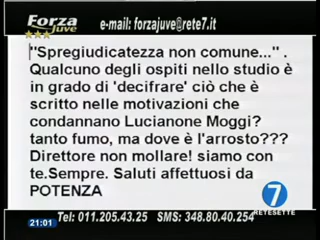 Forza
Juve
e-mail: forzajuve@rete7.it
"Spregiudicatezza non comune..." .
Qualcuno degli ospiti nello studio è
in grado di 'decifrare' ciò che è
scritto nelle motivazioni che
condannano Lucianone Moggi?
tanto fumo, ma dove è l'arrosto???
Direttore non mollare! siamo con
te.Sempre. Saluti affettuosi da
POTENZA
7
RETESETTE
21:01
Tel: 011.205.43.25 SMS: 348.80.40.254